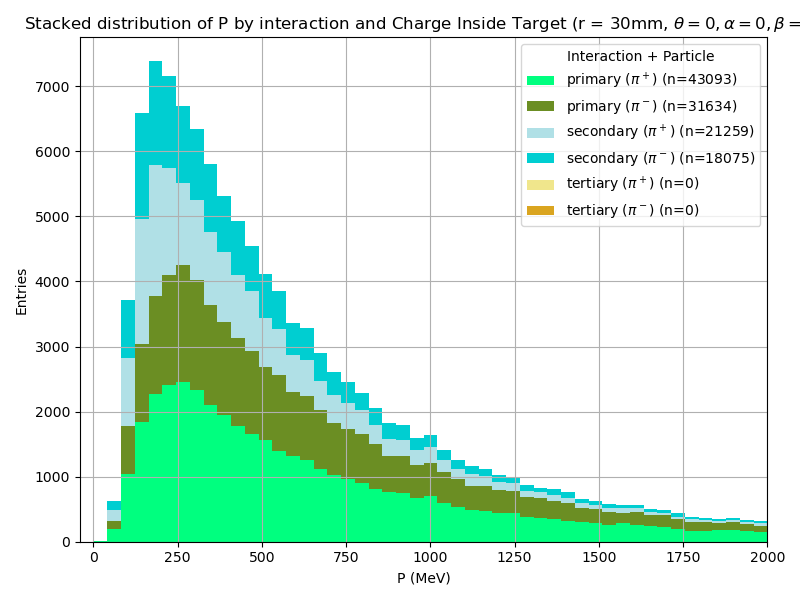 Stacked distribution of P by interaction and Charge Inside Target (r = 30mm, θ = 0, α = 0, β =
Interaction + Particle
primary (π⁺) (n=43093)
primary (π⁻) (n=31634)
secondary (π⁺) (n=21259)
secondary (π⁻) (n=18075)
tertiary (π⁺) (n=0)
tertiary (π⁻) (n=0)
Entries
7000
6000
5000
4000
3000
2000
1000
0
0 250 500 750 1000 1250 1500 1750 2000
P (MeV)